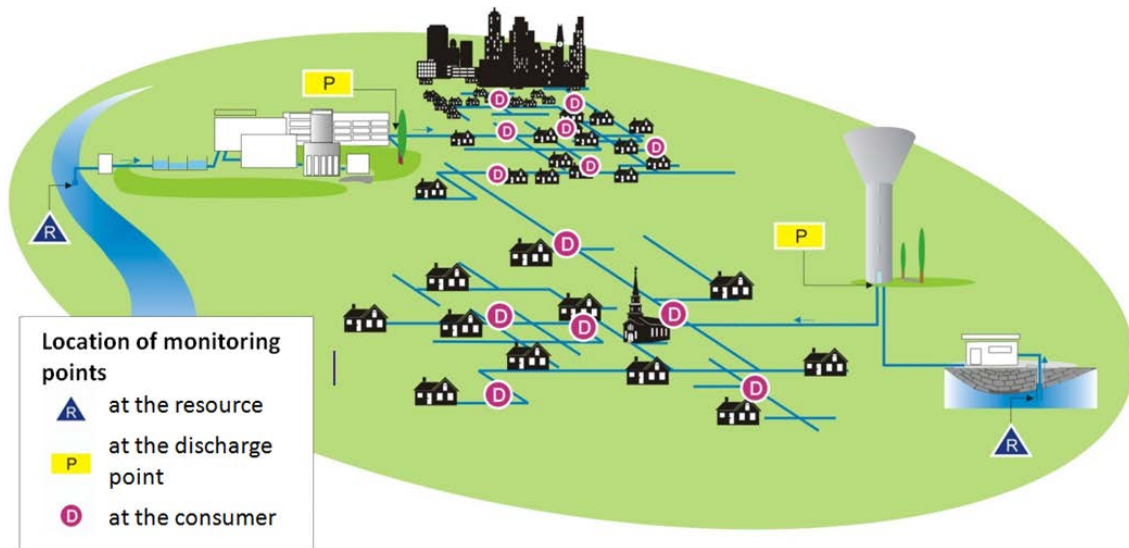 P
D
D
D
D
D
D
D
R
P
D
D
D
D
D
D
R
Location of monitoring
points
R at the resource
P at the discharge
point
D at the consumer